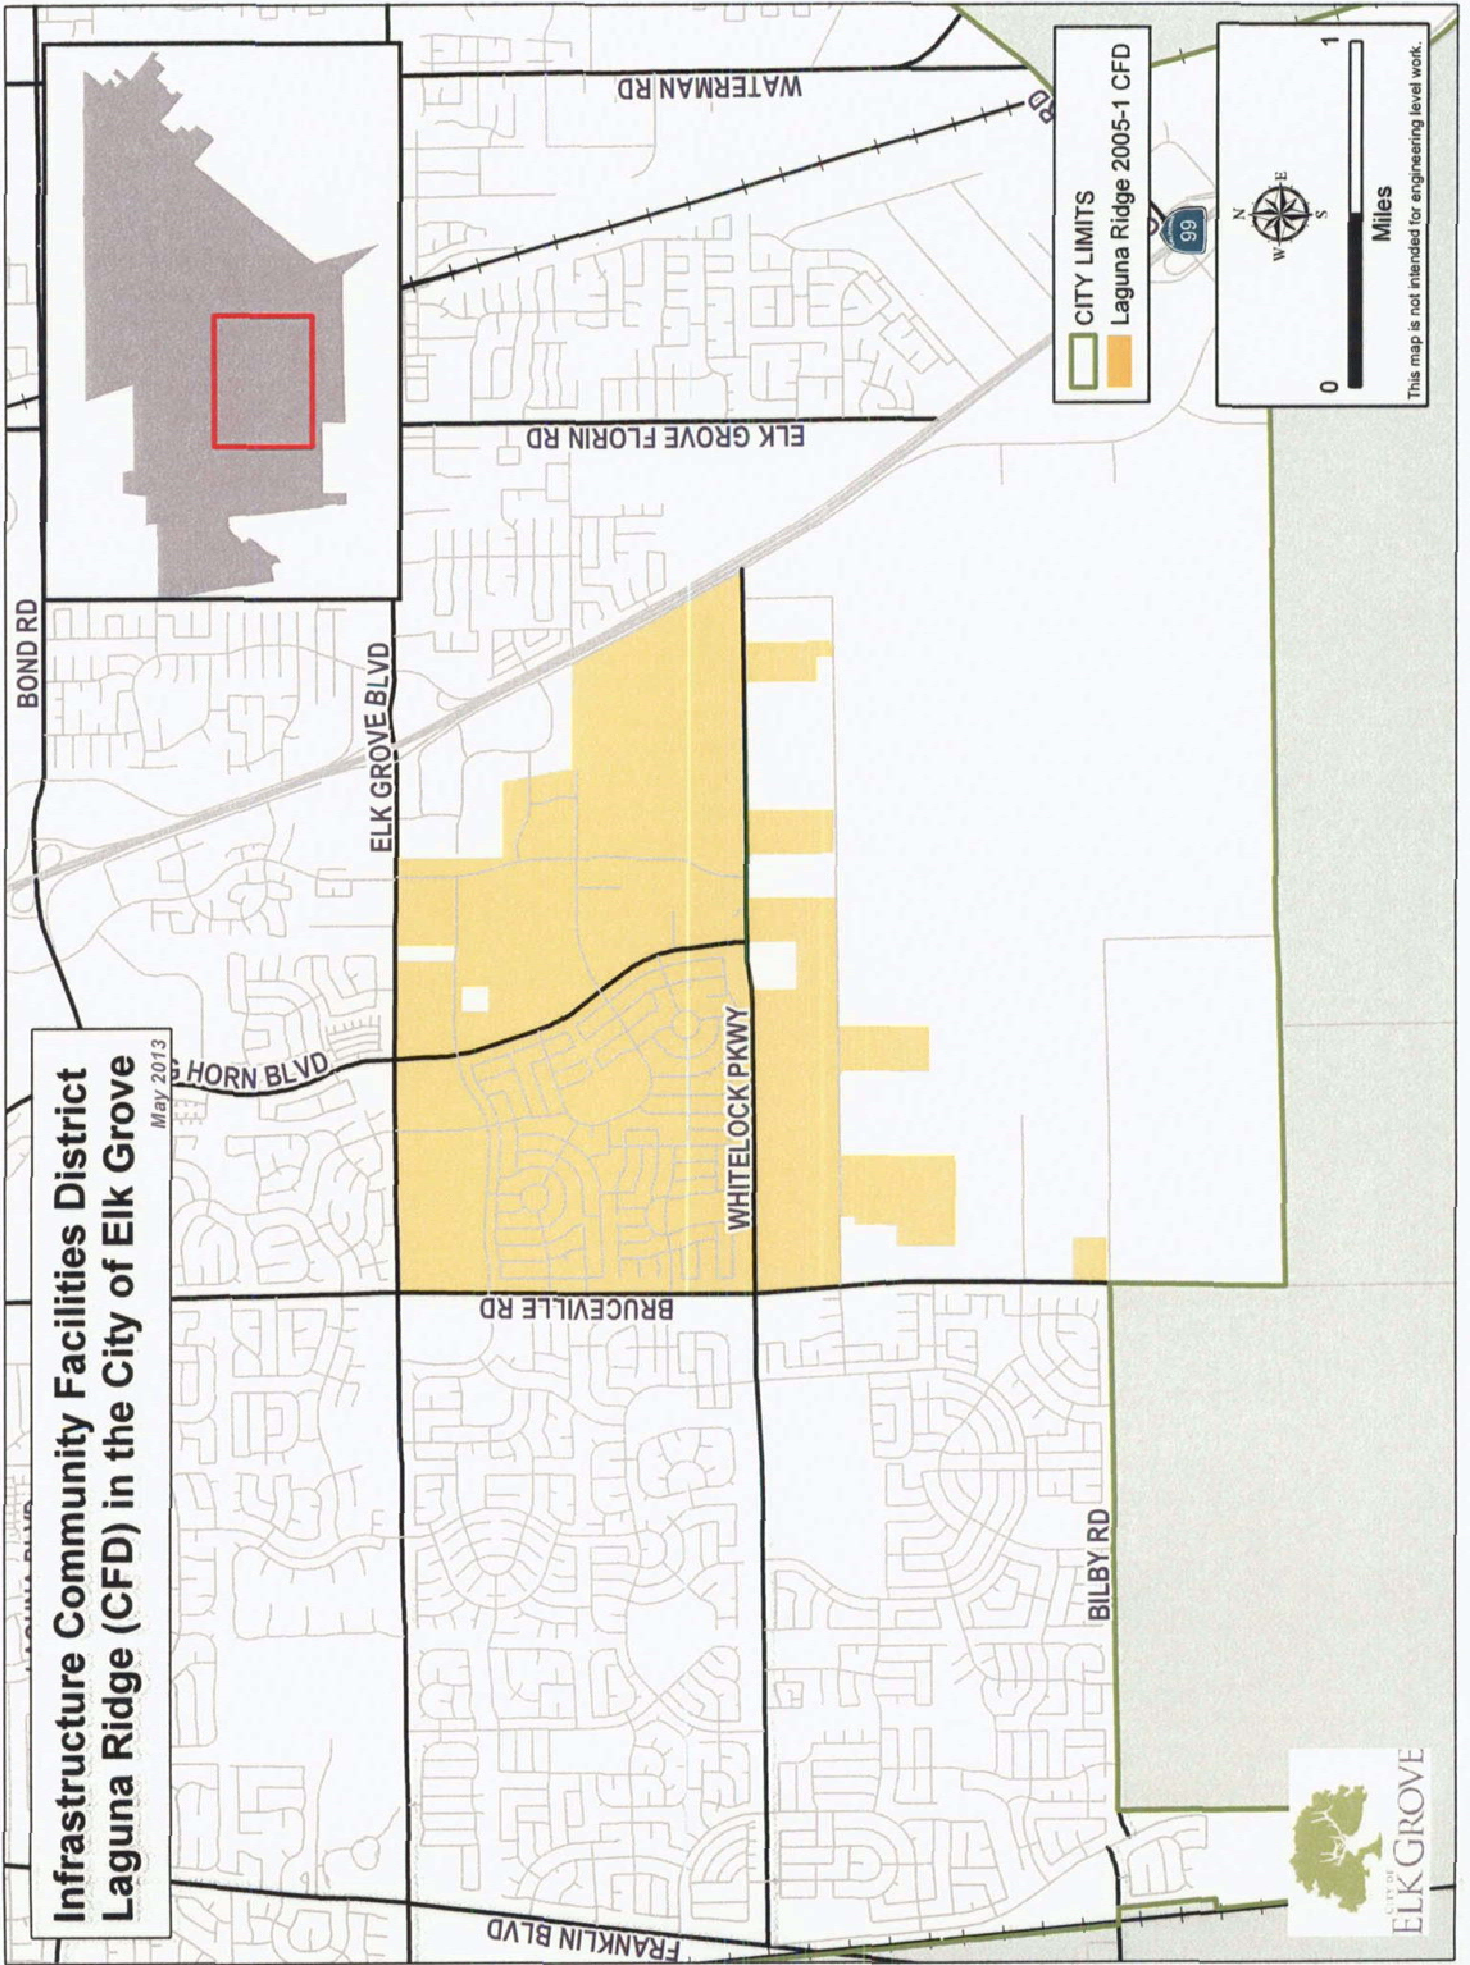 Infrastructure Community Facilities District
Laguna Ridge (CFD) in the City of Elk Grove
May 2013
BOND RD
G HORN BLVD
ELK GROVE BLVD
WATERMAN RD
ELK GROVE FLORIN RD
BRUCEVILLE RD
FRANKLIN BLVD
WHITELOCK PKWY
BILBY RD
RD
99
CITY LIMITS
Laguna Ridge 2005-1 CFD
N
W
E
S
0
1
Miles
This map is not intended for engineering level work.
CITY OF
ELK GROVE